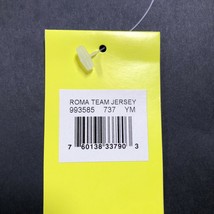 ROMA TEAM JERSEY
993585 737 YM
7 60138 33790 3